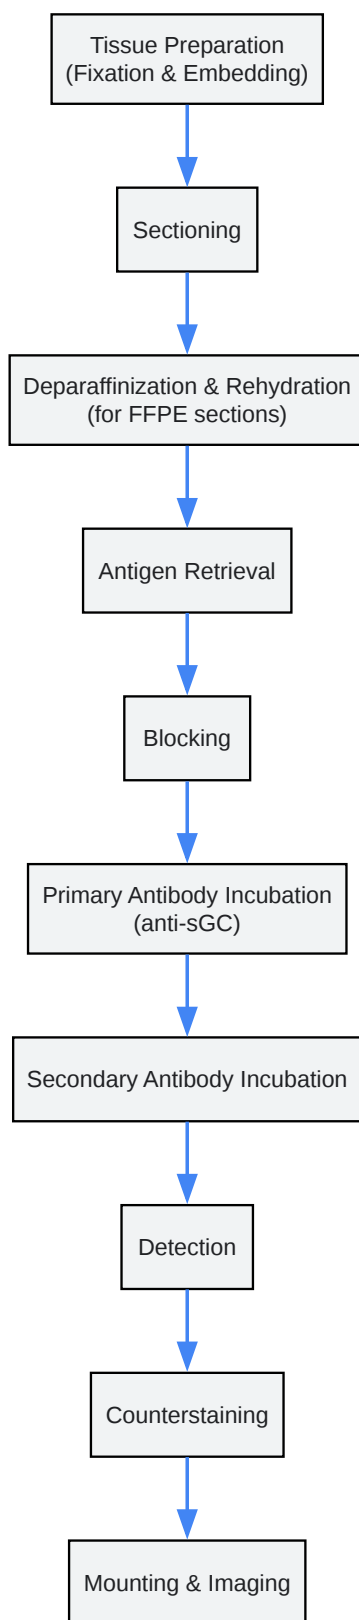 Tissue Preparation
(Fixation & Embedding)
Sectioning
Deparaffinization & Rehydration
(for FFPE sections)
Antigen Retrieval
Blocking
Primary Antibody Incubation
(anti-sGC)
Secondary Antibody Incubation
Detection
Counterstaining
Mounting & Imaging